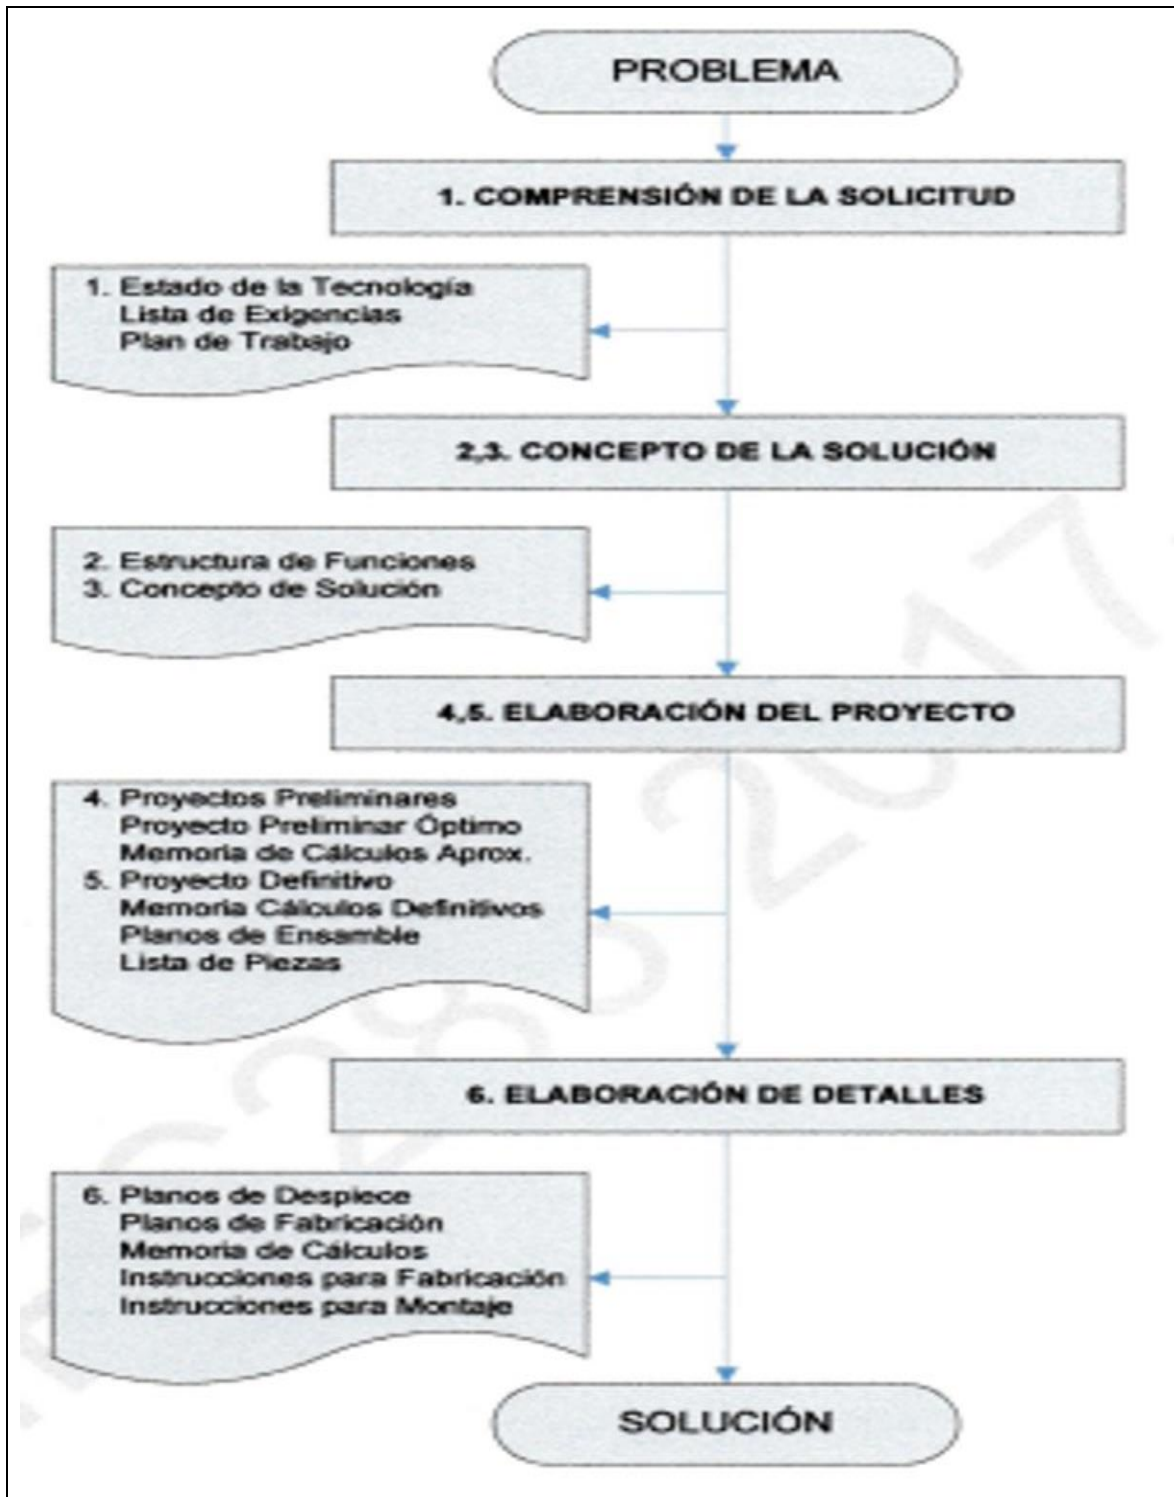 PROBLEMA
1. COMPRENSIÓN DE LA SOLICITUD
1. Estado de la Tecnología
Lista de Exigencias
Plan de Trabajo
2,3. CONCEPTO DE LA SOLUCIÓN
2. Estructura de Funciones
3. Concepto de Solución
4,5. ELABORACIÓN DEL PROYECTO
4. Proyectos Preliminares
Proyecto Preliminar Óptimo
Memoria de Cálculos Aprox.
5. Proyecto Definitivo
Memoria Cálculos Definitivos
Planos de Ensamble
Lista de Piezas
6. ELABORACIÓN DE DETALLES
6. Planos de Despiece
Planos de Fabricación
Memoria de Cálculos
Instrucciones para Fabricación
Instrucciones para Montaje
SOLUCIÓN
2017